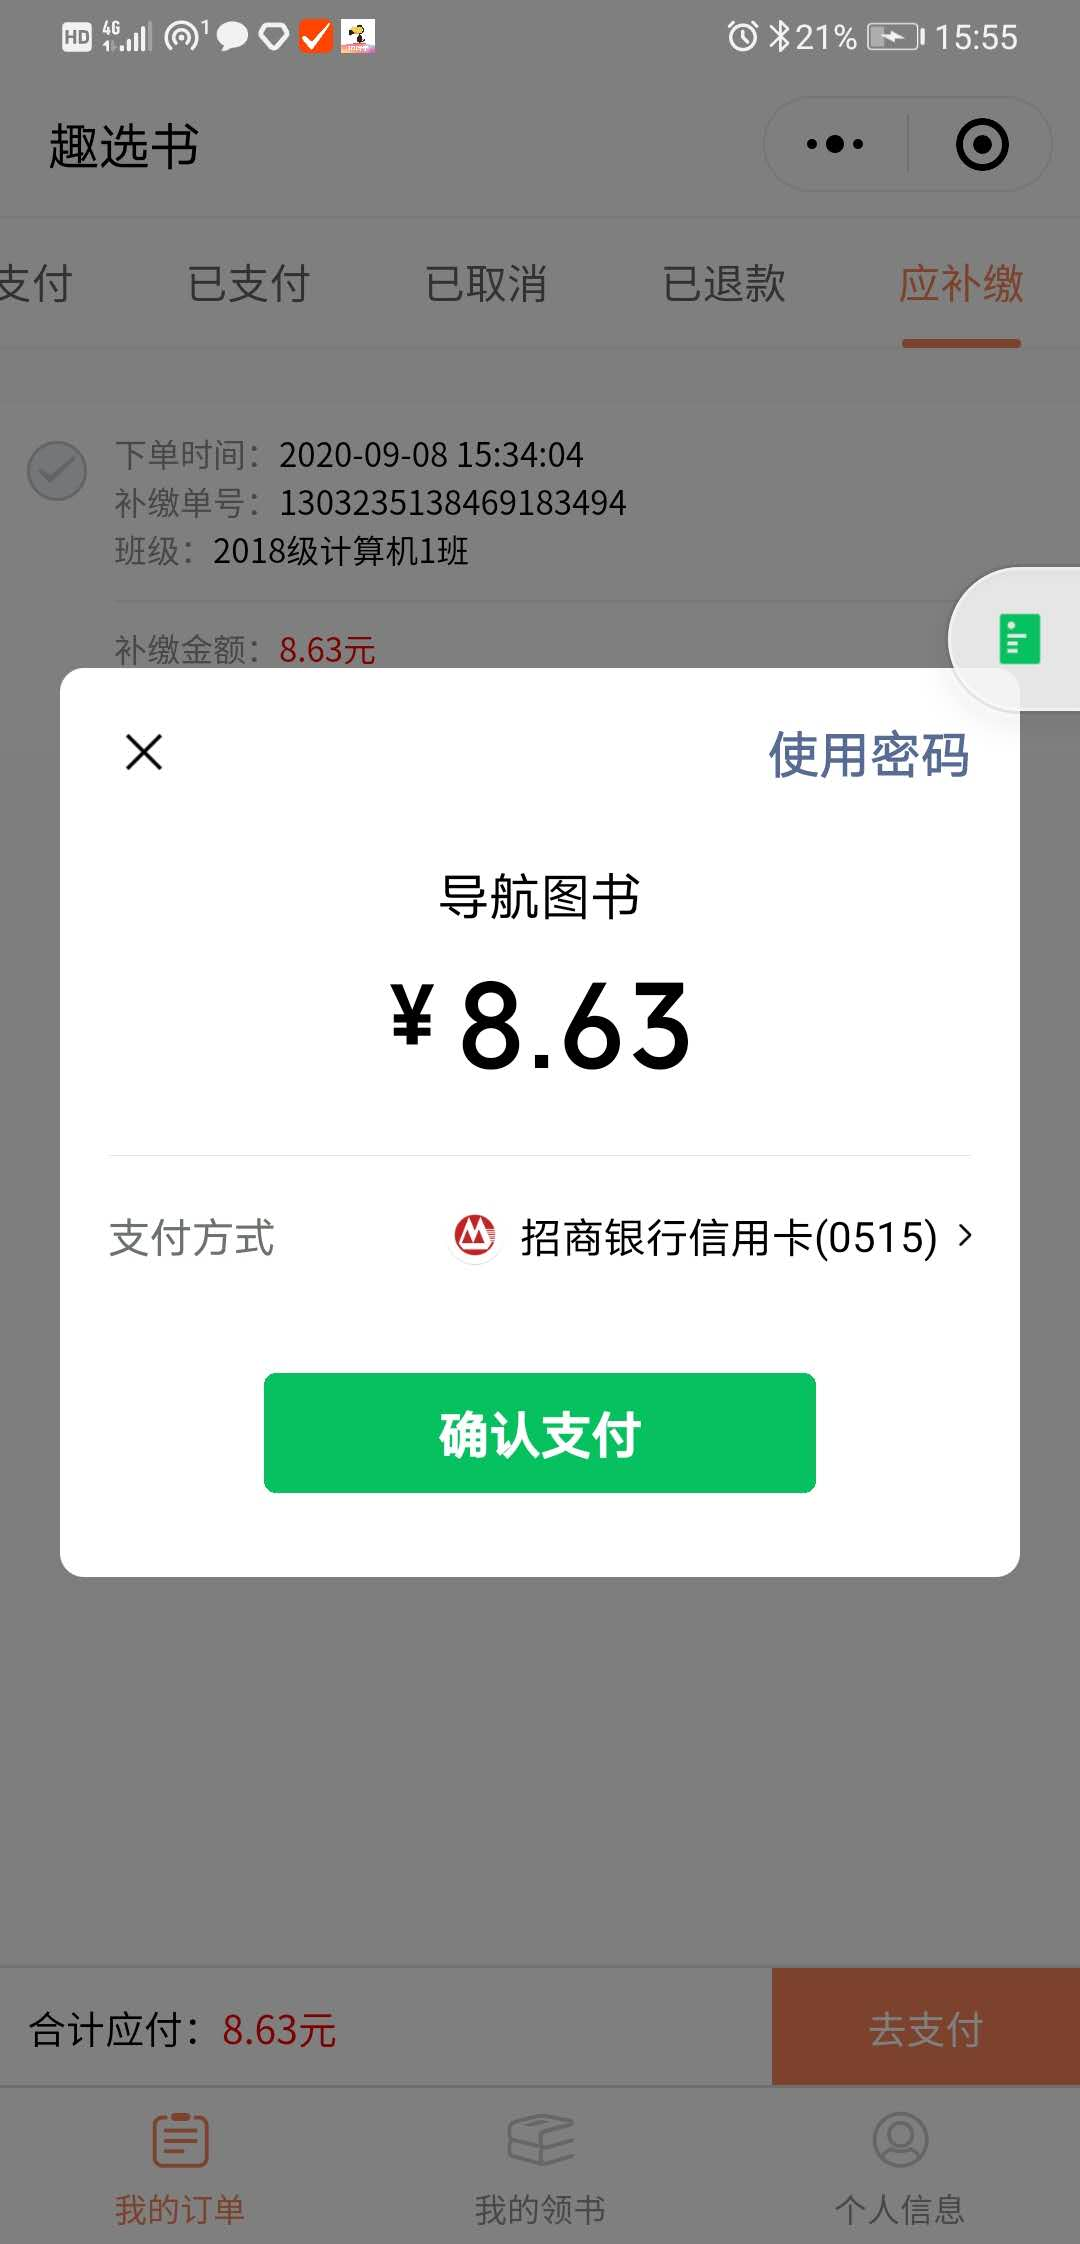 HD 4G 1 21% 15:55
趣选书
支付 已支付 已取消 已退款 应补缴
下单时间：2020-09-08 15:34:04
补缴单号：1303235138469183494
班级：2018级计算机1班
补缴金额：8.63元
使用密码
导航图书
¥8.63
支付方式 招商银行信用卡(0515)
确认支付
合计应付：8.63元 去支付
我的订单 我的领书 个人信息